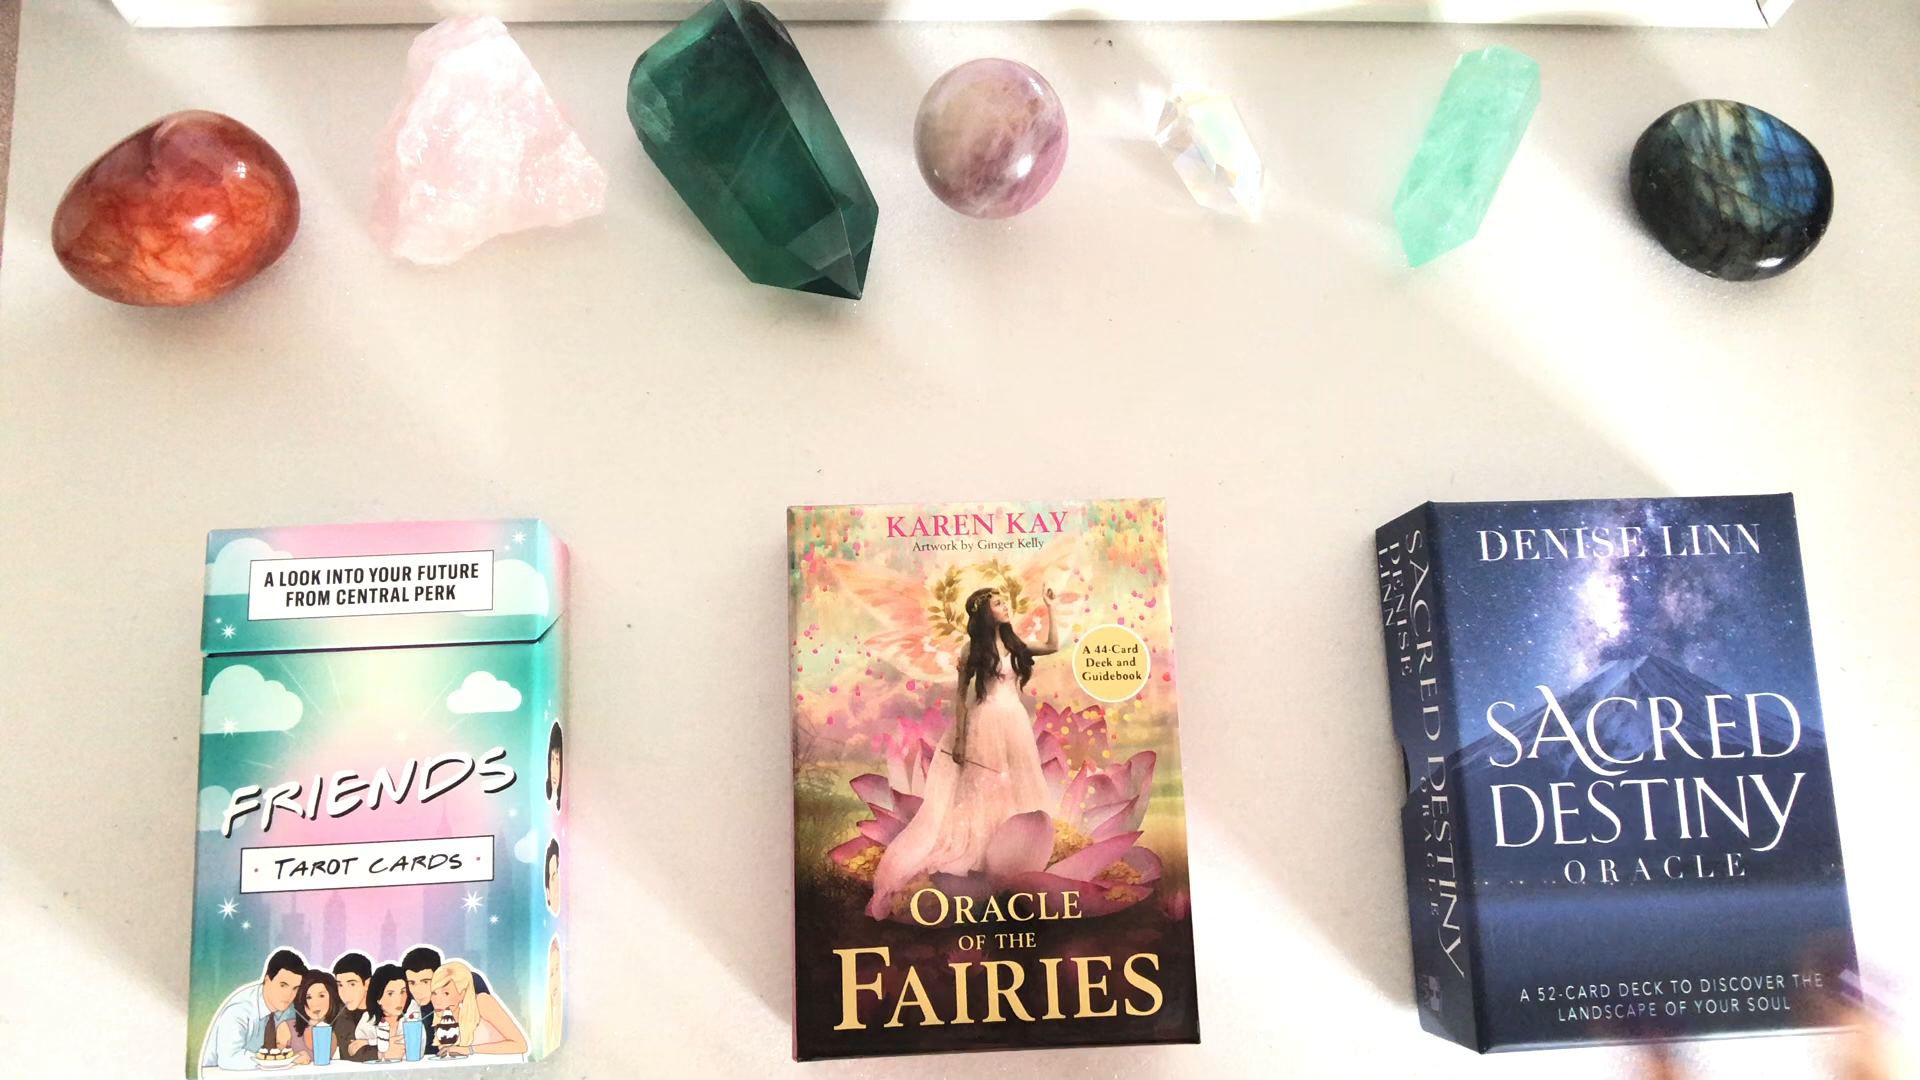 A LOOK INTO YOUR FUTURE
FROM CENTRAL PERK
FRIENDS
· TAROT CARDS ·
KAREN KAY
Artwork by Ginger Kelly
A 44-Card
Deck and
Guidebook
ORACLE
OF THE
FAIRIES
DENISE
LINN
SACRED DESTINY
ORACLE
DENISE LINN
SACRED
DESTINY
ORACLE
A 52-CARD DECK TO DISCOVER THE
LANDSCAPE OF YOUR SOUL